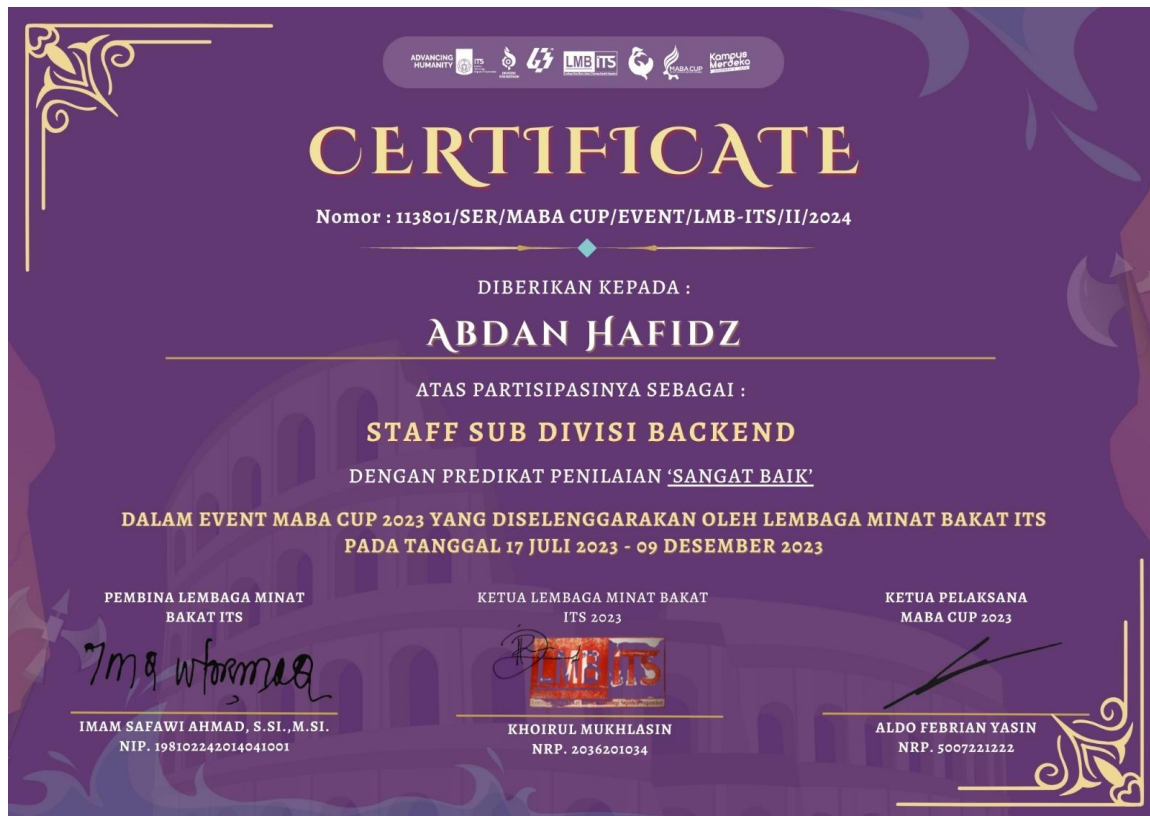 ADVANCING
HUMANITY
ITS
LMB ITS
MABA CUP
Kampus
Merdeka
CERTIFICATE
Nomor : 113801/SER/MABA CUP/EVENT/LMB-ITS/II/2024
DIBERIKAN KEPADA :
ABDAN HAFIDZ
ATAS PARTISIPASINYA SEBAGAI :
STAFF SUB DIVISI BACKEND
DENGAN PREDIKAT PENILAIAN 'SANGAT BAIK'
DALAM EVENT MABA CUP 2023 YANG DISELENGGARAKAN OLEH LEMBAGA MINAT BAKAT ITS
PADA TANGGAL 17 JULI 2023 - 09 DESEMBER 2023
PEMBINA LEMBAGA MINAT
BAKAT ITS
IMAM SAFAWI AHMAD, S.SI.,M.SI.
NIP. 198102242014041001
KETUA LEMBAGA MINAT BAKAT
ITS 2023
LMB ITS
KHOIRUL MUKHLASIN
NRP. 2036201034
KETUA PELAKSANA
MABA CUP 2023
ALDO FEBRIAN YASIN
NRP. 5007221222